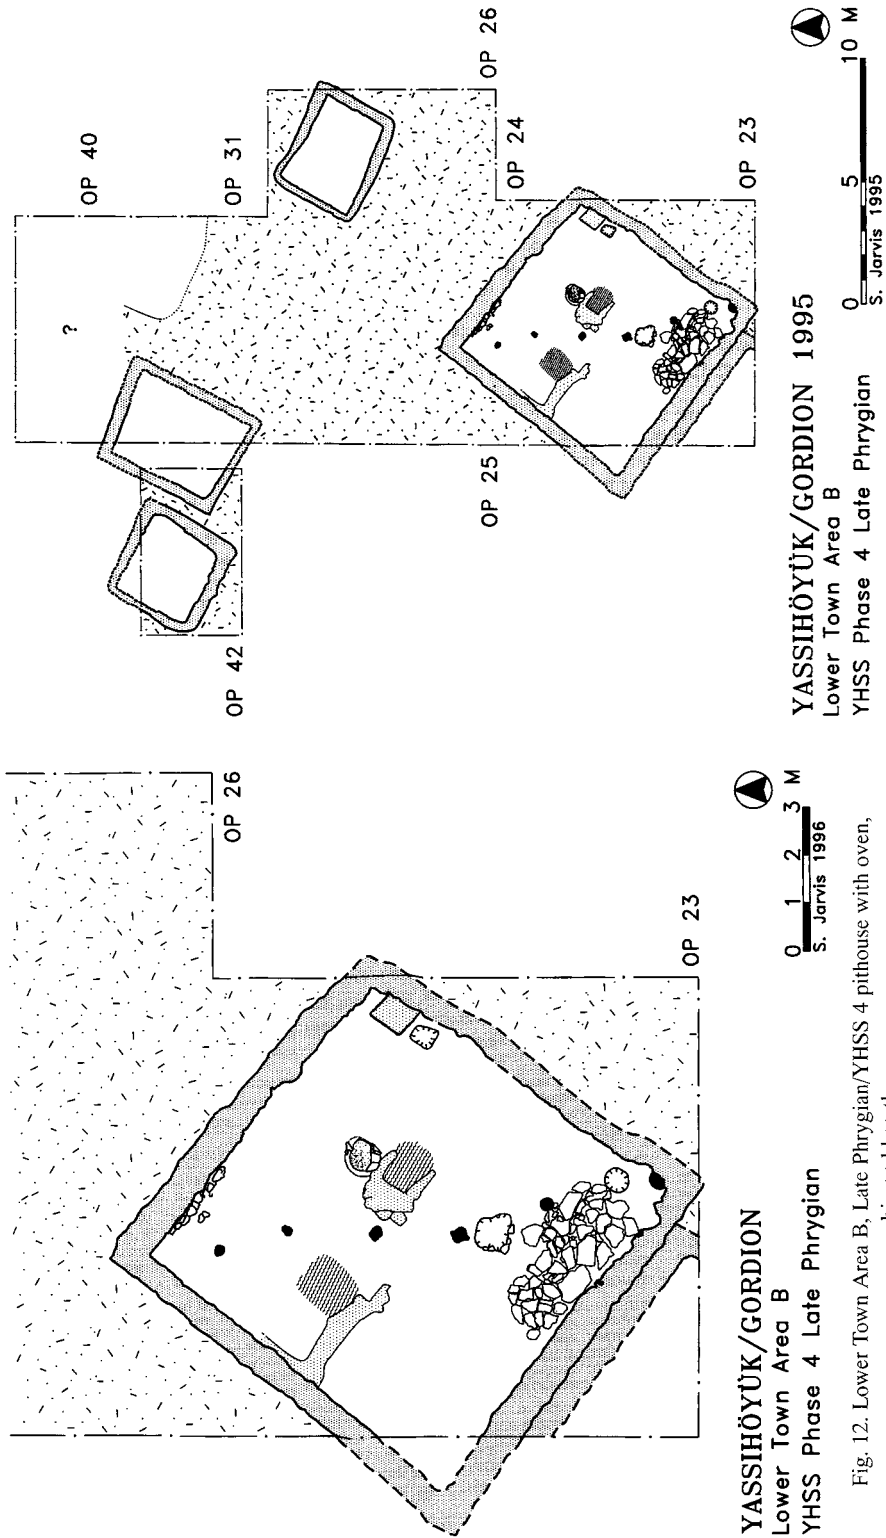 OP 26
OP 23
YASSIHÖYÜK/GORDION
Lower Town Area B
YHSS Phase 4 Late Phrygian
0 1 2 3 M
S. Jarvis 1996
OP 40
OP 31
OP 26
OP 24
OP 23
?
OP 25
OP 42
YASSIHÖYÜK/GORDION 1995
Lower Town Area B
YHSS Phase 4 Late Phrygian
0 5 10 M
S. Jarvis 1995
Fig. 12. Lower Town Area B, Late Phrygian/YHSS 4 pithouse with oven,